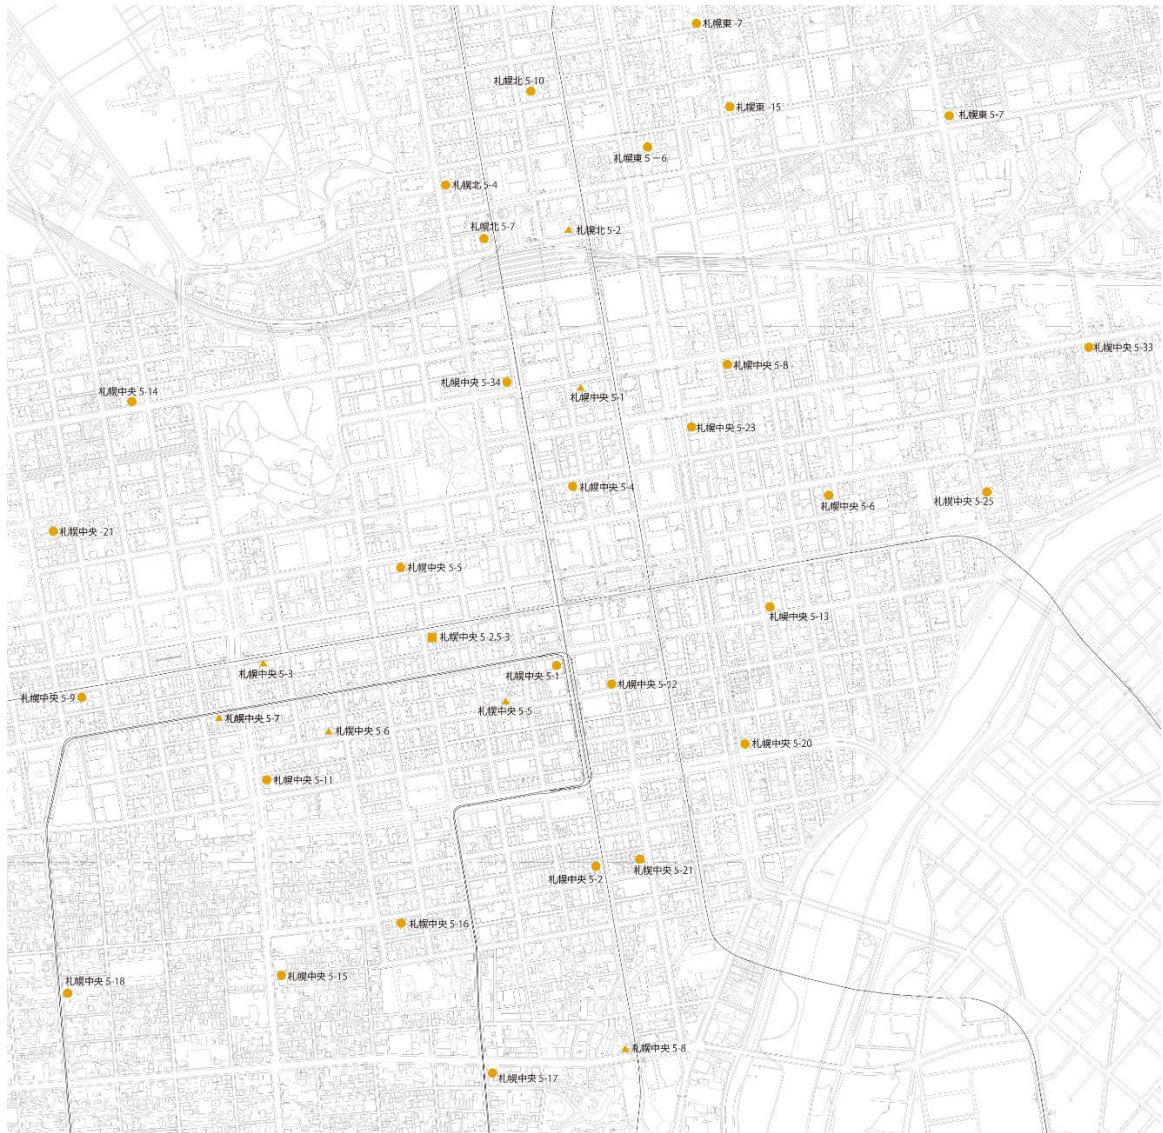 札幌東 -7
札幌北 5-10
札幌東 -15
札幌東 5-7
札幌東 5－6
札幌北 5-4
札幌北 5-7
札幌北 5-2
札幌中央 5-33
札幌中央 5-8
札幌中央 5-34
札幌中央 5-14
札幌中央 5-1
札幌中央 5-23
札幌中央 5-4
札幌中央 5-25
札幌中央 5-6
札幌中央 -21
札幌中央 5-5
札幌中央 5-13
札幌中央 5-2,5-3
札幌中央 5-3
札幌中央 5-1
札幌中央 5-12
札幌中央 5-9
札幌中央 5-5
札幌中央 5-7
札幌中央 5-6
札幌中央 5-20
札幌中央 5-11
札幌中央 5-21
札幌中央 5-2
札幌中央 5-16
札幌中央 5-15
札幌中央 5-18
札幌中央 5-8
札幌中央 5-17